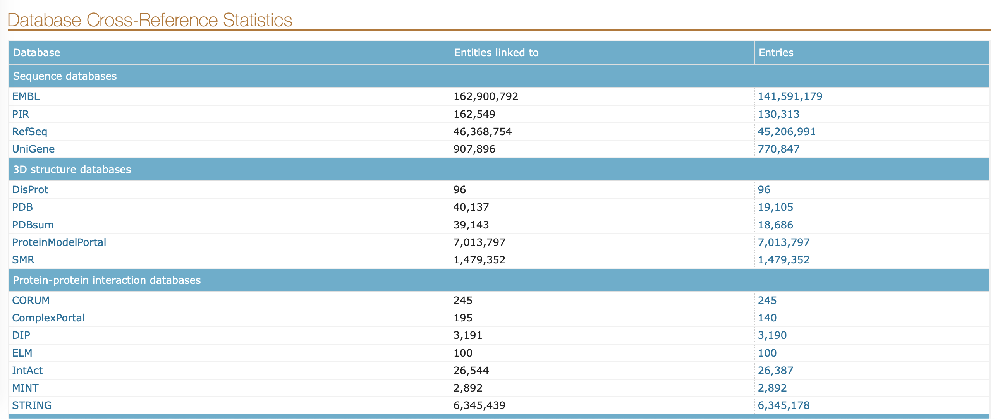 Database Cross-Reference Statistics
Database Entities linked to Entries
Sequence databases
EMBL 162,900,792 141,591,179
PIR 162,549 130,313
RefSeq 46,368,754 45,206,991
UniGene 907,896 770,847
3D structure databases
DisProt 96 96
PDB 40,137 19,105
PDBsum 39,143 18,686
ProteinModelPortal 7,013,797 7,013,797
SMR 1,479,352 1,479,352
Protein-protein interaction databases
CORUM 245 245
ComplexPortal 195 140
DIP 3,191 3,190
ELM 100 100
IntAct 26,544 26,387
MINT 2,892 2,892
STRING 6,345,439 6,345,178